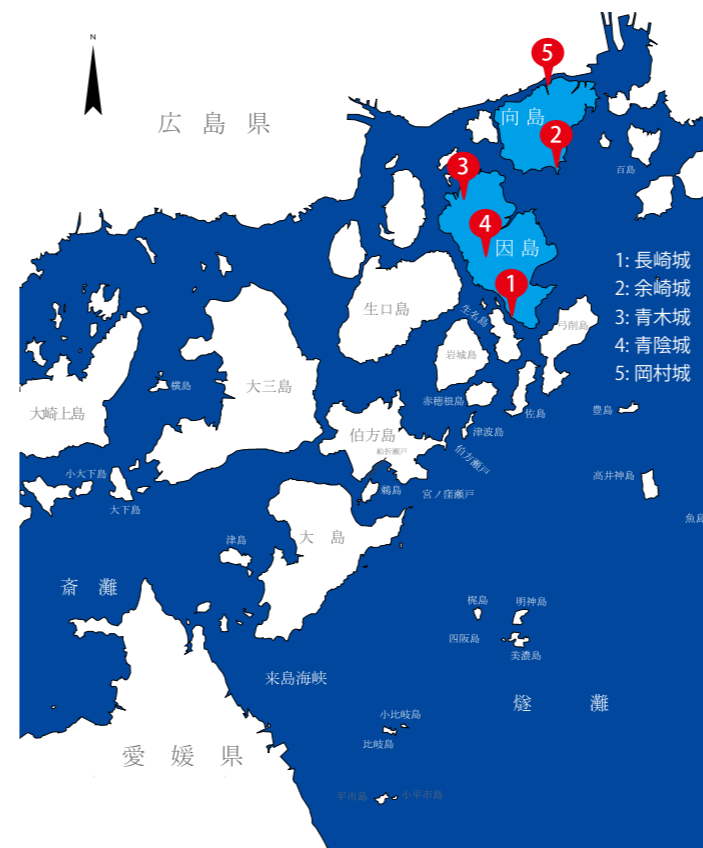 N
広島県
5
向島
2
百島
3
4
因島
1
1: 長崎城
2: 余崎城
3: 青木城
4: 青陰城
5: 岡村城
生口島
生名島
弓削島
岩城島
大三島
横島
赤穂根島
佐島
豊島
大崎上島
伯方島
船折瀬戸
津波島
伯方瀬戸
小大下島
大下島
鵜島
宮ノ窪瀬戸
高井神島
魚島
大島
津島
斎灘
梶島
明神島
四阪島
美濃島
来島海峡
燧灘
小比岐島
比岐島
愛媛県
平市島
小平市島